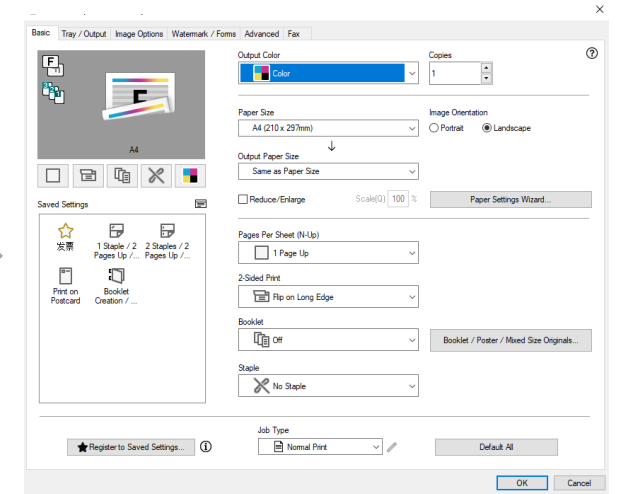 Basic Tray / Output Image Options Watermark / Forms Advanced Fax
F
F
321
A4
Saved Settings
发票
1 Staple / 2
Pages Up /...
2 Staples / 2
Pages Up /...
Print on
Postcard
Booklet
Creation / ...
Output Color
Color
Copies
1
Paper Size
A4 (210 x 297mm)
Image Orientation
Portrait Landscape
Output Paper Size
Same as Paper Size
Reduce/Enlarge Scale(Q) 100 %
Paper Settings Wizard...
Pages Per Sheet (N-Up)
1 Page Up
2-Sided Print
Flip on Long Edge
Booklet
Off
Booklet / Poster / Mixed Size Originals...
Staple
No Staple
Job Type
Register to Saved Settings...
Normal Print
Default All
OK Cancel